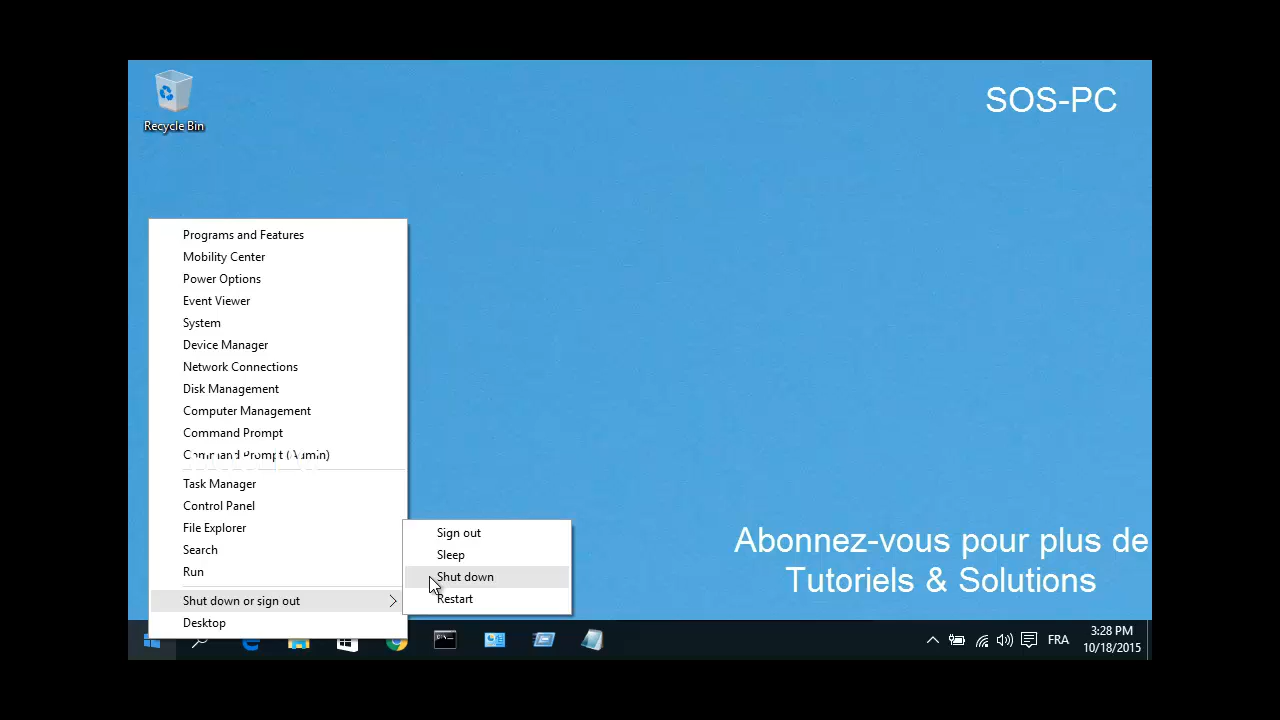 Recycle Bin
SOS-PC
Programs and Features
Mobility Center
Power Options
Event Viewer
System
Device Manager
Network Connections
Disk Management
Computer Management
Command Prompt
Command Prompt (Admin)
Task Manager
Control Panel
File Explorer
Search
Run
Shut down or sign out
Desktop
Sign out
Sleep
Shut down
Restart
Abonnez-vous pour plus de
Tutoriels & Solutions
FRA
3:28 PM
10/18/2015